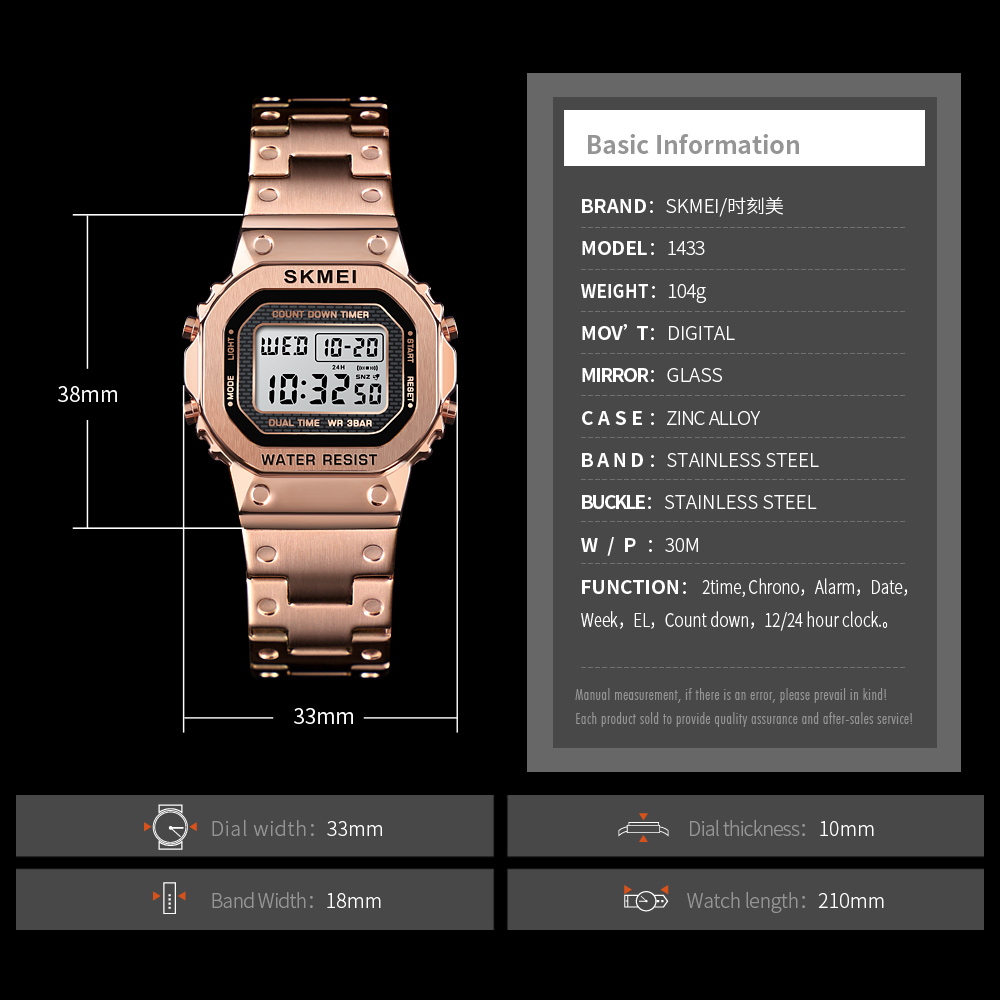 SKMEI
COUNT DOWN TIMER
LIGHT
START
MODE
RESET
WED 10-20
24H
SNZ
10:32 50
DUAL TIME WR 3BAR
WATER RESIST
38mm
33mm
Basic Information
BRAND： SKMEI/时刻美
MODEL： 1433
WEIGHT： 104g
MOV’T： DIGITAL
MIRROR： GLASS
CASE： ZINC ALLOY
BAND： STAINLESS STEEL
BUCKLE： STAINLESS STEEL
W / P ： 30M
FUNCTION： 2time, Chrono，Alarm，Date，
Week，EL，Count down，12/24 hour clock.。
Manual measurement, if there is an error, please prevail in kind!
Each product sold to provide quality assurance and after-sales service!
Dial width： 33mm
Dial thickness： 10mm
Band Width： 18mm
Watch length： 210mm